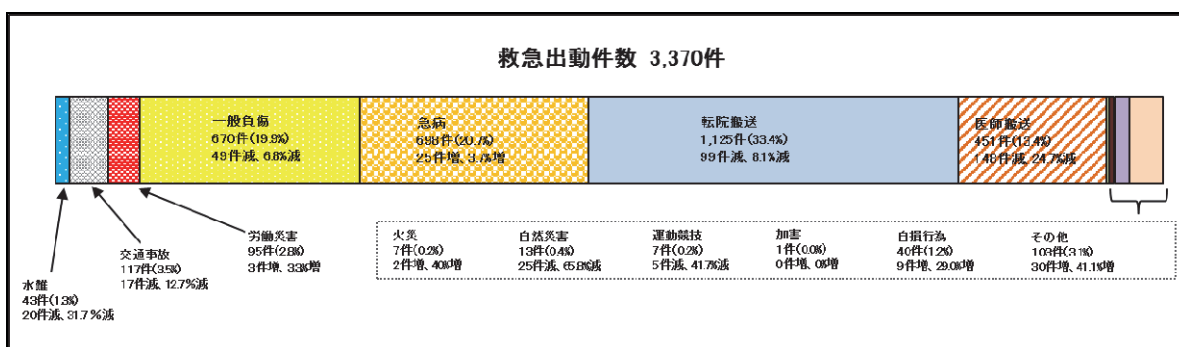 救急出動件数 3,370件
一般負傷
670件(19.9%)
49件減、6.8%減
急病
698件(20.7%)
25件増、3.7%増
転院搬送
1,125件(33.4%)
99件減、8.1%減
医師搬送
451件(13.4%)
148件減、24.7%減
労働災害
95件(2.8%)
3件増、3.3%増
交通事故
117件(3.5%)
17件減、12.7%減
水難
43件(1.3%)
20件減、31.7%減
火災
7件(0.2%)
2件増、40%増
自然災害
13件(0.4%)
25件減、65.8%減
運動競技
7件(0.2%)
5件減、41.7%減
加害
1件(0.0%)
0件増、0%増
自損行為
40件(1.2%)
9件増、29.0%増
その他
103件(3.1%)
30件増、41.1%増